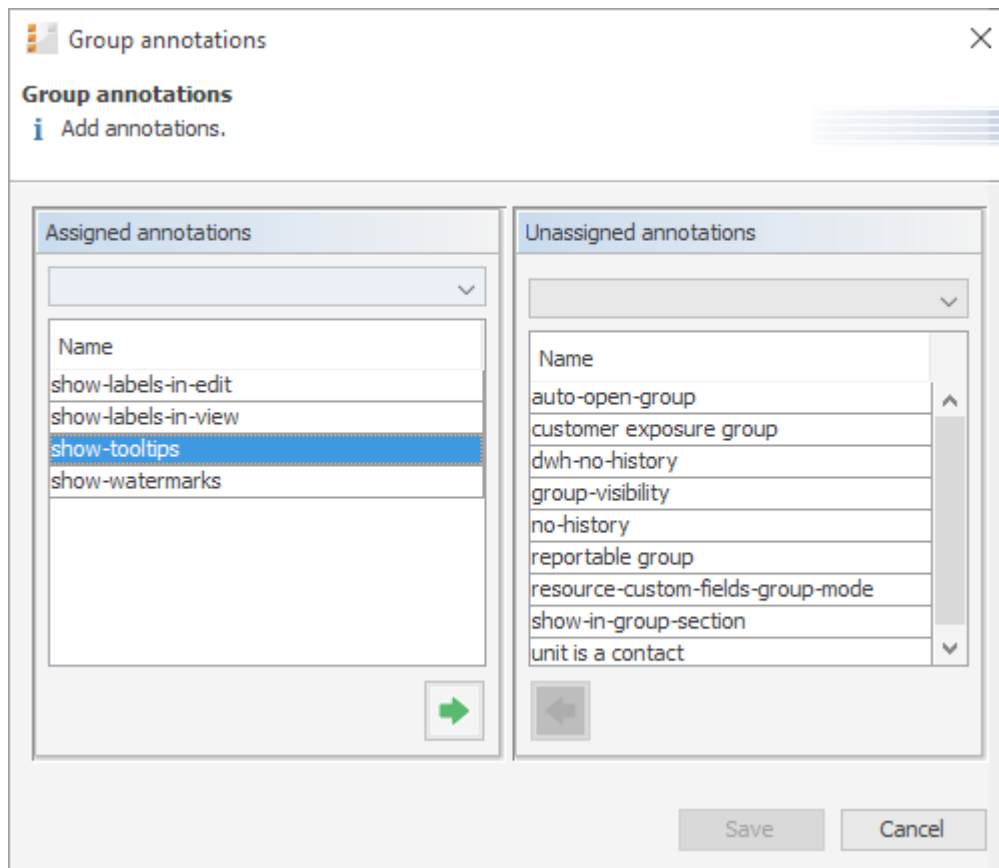 Group annotations
Group annotations
i Add annotations.
Assigned annotations
Name
show-labels-in-edit
show-labels-in-view
show-tooltips
show-watermarks
Unassigned annotations
Name
auto-open-group
customer exposure group
dwh-no-history
group-visibility
no-history
reportable group
resource-custom-fields-group-mode
show-in-group-section
unit is a contact
Save
Cancel